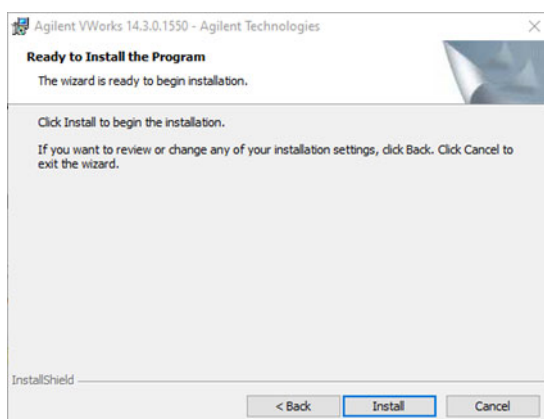 Agilent VWorks 14.3.0.1550 - Agilent Technologies
Ready to Install the Program
The wizard is ready to begin installation.
Click Install to begin the installation.
If you want to review or change any of your installation settings, click Back. Click Cancel to
exit the wizard.
InstallShield
< Back Install Cancel